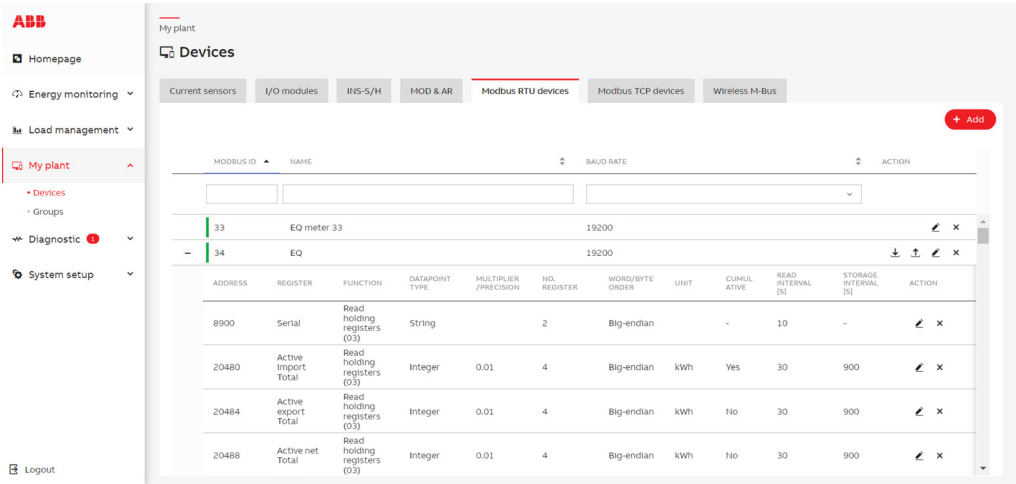 ABB
Homepage
Energy monitoring
Load management
My plant
• Devices
- Groups
Diagnostic 1
System setup
Logout
My plant
Devices
Current sensors I/O modules INS-S/H MOD & AR Modbus RTU devices Modbus TCP devices Wireless M-Bus
+ Add
MODBUS ID NAME BAUD RATE ACTION
33 EQ meter 33 19200
− 34 EQ 19200
ADDRESS REGISTER FUNCTION DATAPOINT TYPE MULTIPLIER /PRECISION NO. REGISTER WORD/BYTE ORDER UNIT CUMUL ATIVE READ INTERVAL [S] STORAGE INTERVAL [S] ACTION
8900 Serial Read holding registers (03) String 2 Big-endian - 10 -
20480 Active Import Total Read holding registers (03) Integer 0.01 4 Big-endian kWh Yes 30 900
20484 Active export Total Read holding registers (03) Integer 0.01 4 Big-endian kWh No 30 900
20488 Active net Total Read holding registers (03) Integer 0.01 4 Big-endian kWh No 30 900